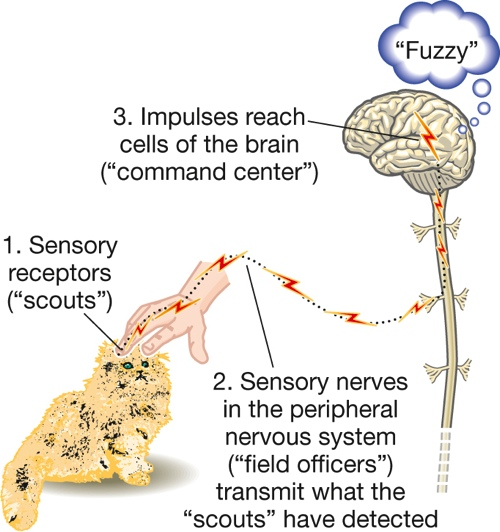 “Fuzzy”
3. Impulses reach
cells of the brain
(“command center”)
1. Sensory
receptors
(“scouts”)
2. Sensory nerves
in the peripheral
nervous system
(“field officers”)
transmit what the
“scouts” have detected